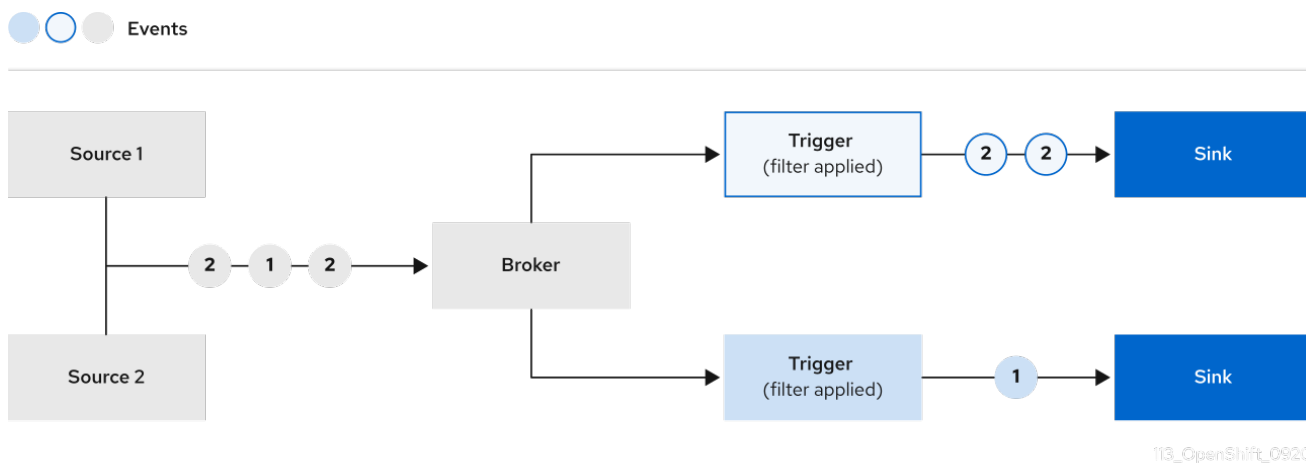 Events
Source 1
Trigger
(filter applied)
2 2
Sink
2 1 2
Broker
Source 2
Trigger
(filter applied)
1
Sink
113_OpenShift_0920